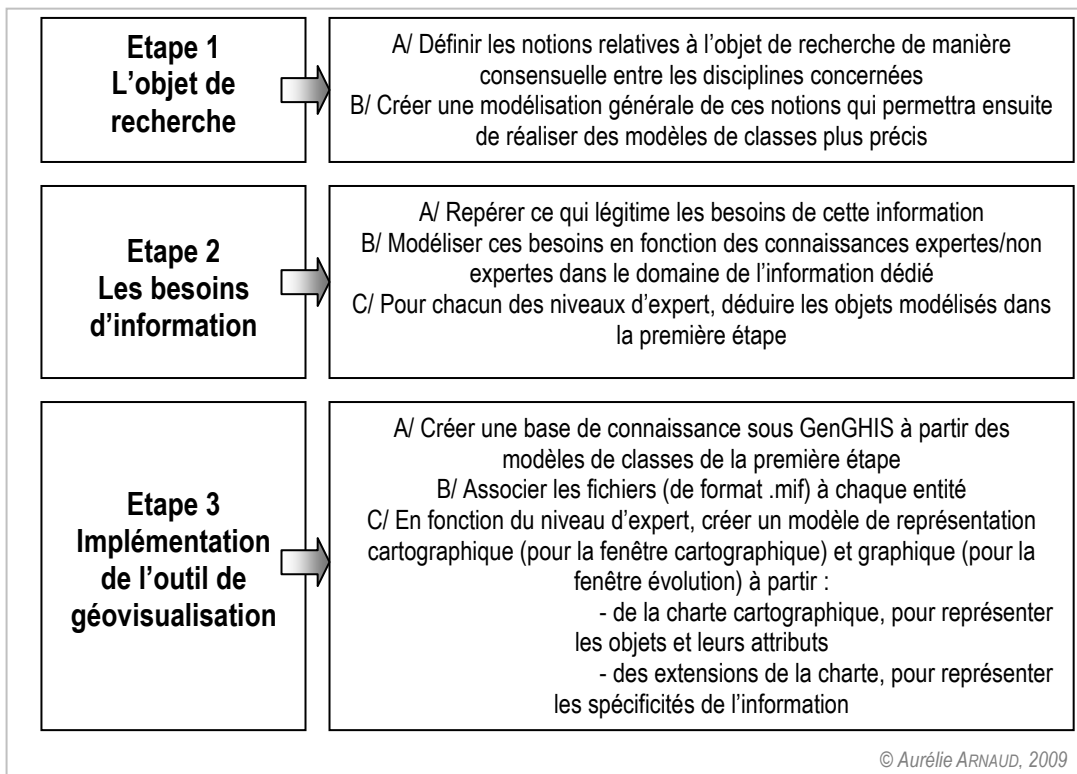 Etape 1
L’objet de
recherche
A/ Définir les notions relatives à l’objet de recherche de manière
consensuelle entre les disciplines concernées
B/ Créer une modélisation générale de ces notions qui permettra ensuite
de réaliser des modèles de classes plus précis
Etape 2
Les besoins
d’information
A/ Repérer ce qui légitime les besoins de cette information
B/ Modéliser ces besoins en fonction des connaissances expertes/non
expertes dans le domaine de l’information dédié
C/ Pour chacun des niveaux d’expert, déduire les objets modélisés dans
la première étape
Etape 3
Implémentation
de l’outil de
géovisualisation
A/ Créer une base de connaissance sous GenGHIS à partir des
modèles de classes de la première étape
B/ Associer les fichiers (de format .mif) à chaque entité
C/ En fonction du niveau d’expert, créer un modèle de représentation
cartographique (pour la fenêtre cartographique) et graphique (pour la
fenêtre évolution) à partir :
- de la charte cartographique, pour représenter
les objets et leurs attributs
- des extensions de la charte, pour représenter
les spécificités de l’information
© Aurélie ARNAUD, 2009